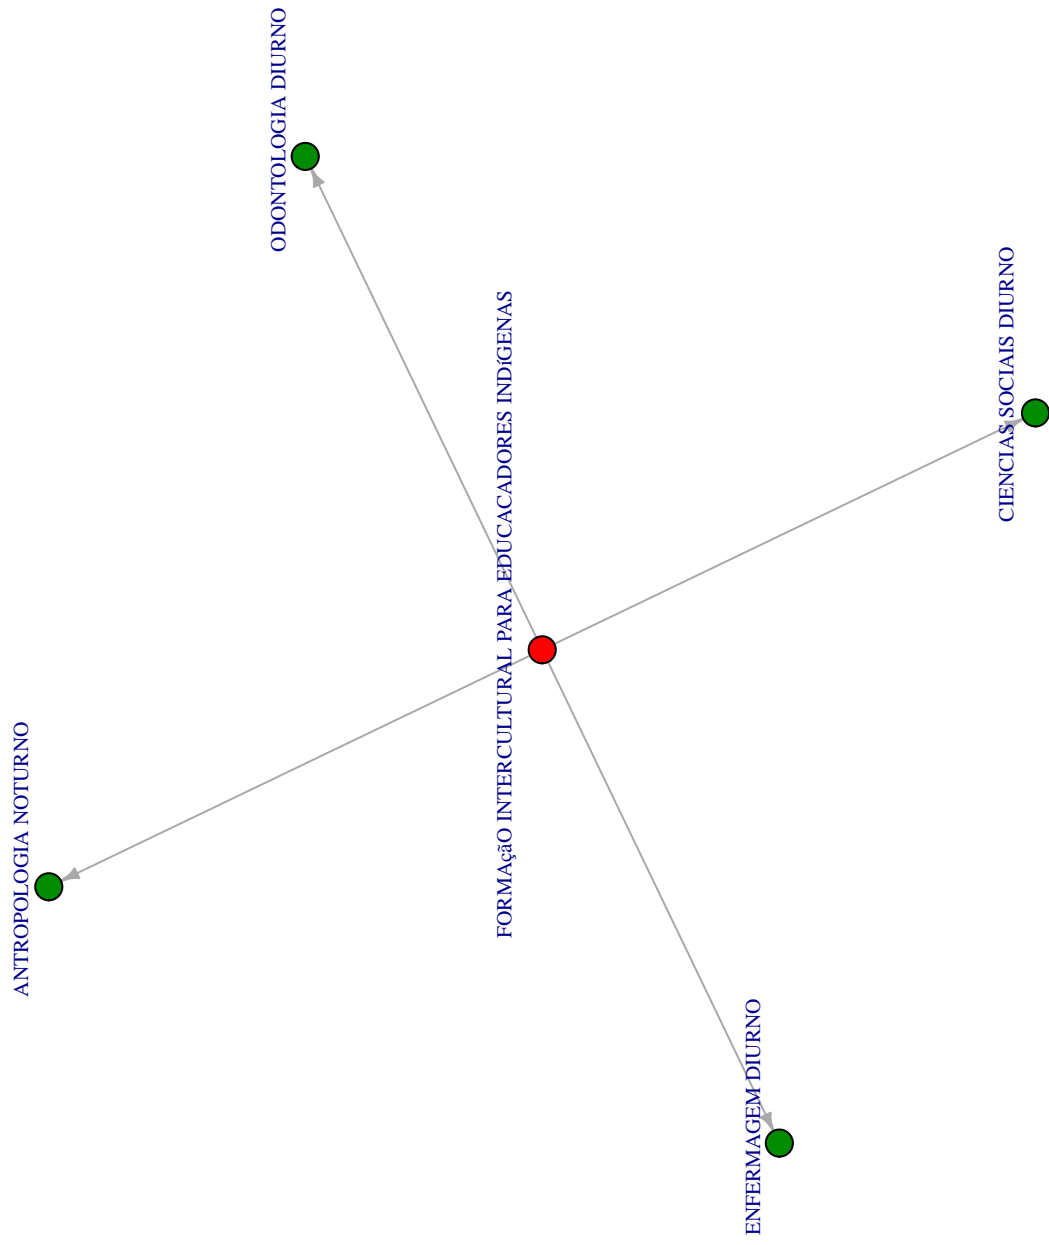 ODONTOLOGIA DIURNO
CIENCIAS SOCIAIS DIURNO
FORMAçãO INTERCULTURAL PARA EDUCACADORES INDíGENAS
ANTROPOLOGIA NOTURNO
ENFERMAGEM DIURNO